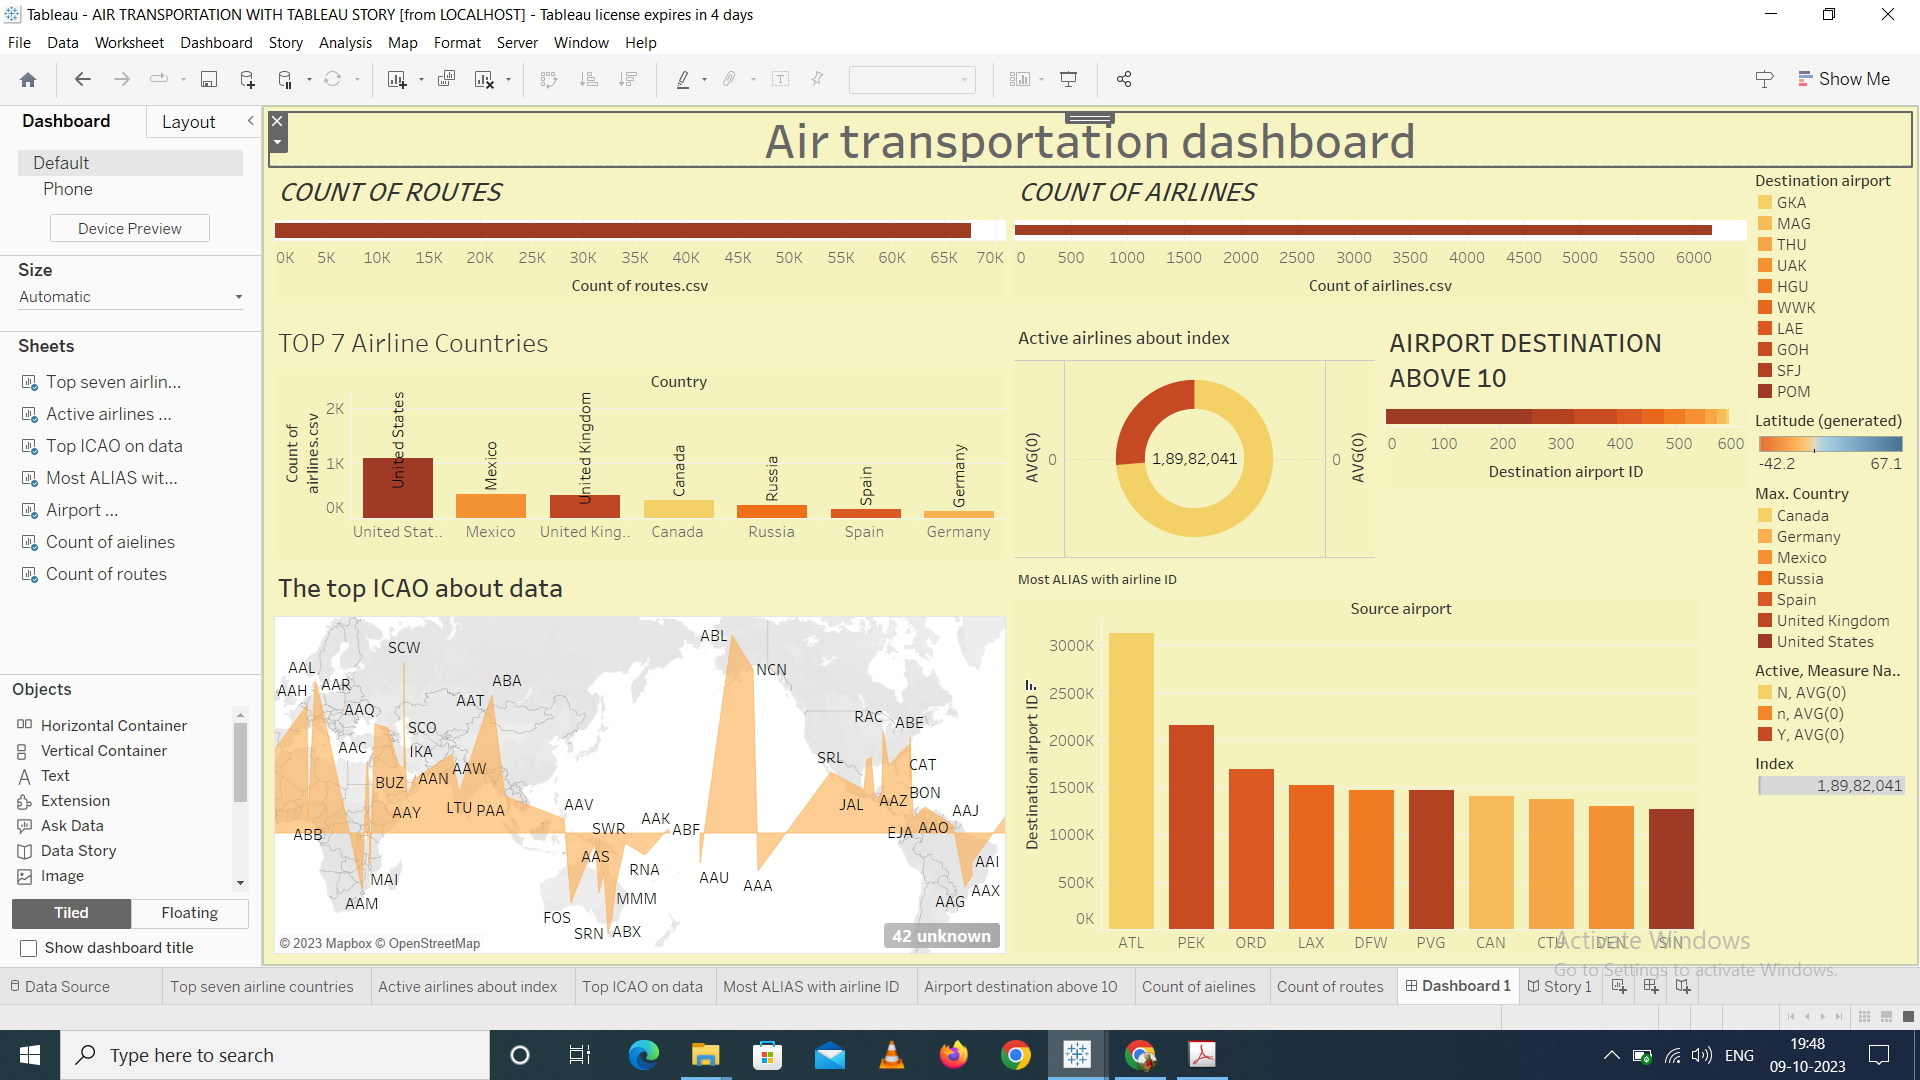 Tableau - AIR TRANSPORTATION WITH TABLEAU STORY [from LOCALHOST] - Tableau license expires in 4 days
File Data Worksheet Dashboard Story Analysis Map Format Server Window Help
Show Me
Dashboard Layout
Default
Phone
Device Preview
Size
Automatic
Sheets
Top seven airlin...
Active airlines ...
Top ICAO on data
Most ALIAS wit...
Airport ...
Count of aielines
Count of routes
Objects
Horizontal Container
Vertical Container
Text
Extension
Ask Data
Data Story
Image
Tiled Floating
Show dashboard title
Air transportation dashboard
COUNT OF ROUTES
0K 5K 10K 15K 20K 25K 30K 35K 40K 45K 50K 55K 60K 65K 70K
Count of routes.csv
COUNT OF AIRLINES
0 500 1000 1500 2000 2500 3000 3500 4000 4500 5000 5500 6000
Count of airlines.csv
TOP 7 Airline Countries
Country
Count of
airlines.csv
2K
1K
0K
United States
Mexico
United Kingdom
Canada
Russia
Spain
Germany
United Stat.. Mexico United King.. Canada Russia Spain Germany
Active airlines about index
AVG(0)
0
1,89,82,041
0
AVG(0)
AIRPORT DESTINATION
ABOVE 10
0 100 200 300 400 500 600
Destination airport ID
The top ICAO about data
ABL
SCW
AAL
NCN
ABA
AAR
AAH
AAT
AAQ
RAC
ABE
SCO
AAC
IKA
SRL
CAT
AAW
AAN
BUZ
BON
AAZ
AAV
JAL
LTU
PAA
AAY
AAJ
AAK
SWR
ABF
AAO
EJA
ABB
AAS
AAI
RNA
AAU
MAI
AAA
AAX
MMM
AAG
AAM
FOS
ABX
SRN
© 2023 Mapbox © OpenStreetMap
42 unknown
Most ALIAS with airline ID
Source airport
Destination airport ID
3000K
2500K
2000K
1500K
1000K
500K
0K
ATL PEK ORD LAX DFW PVG CAN CTU DEN SIN
Destination airport
GKA
MAG
THU
UAK
HGU
WWK
LAE
GOH
SFJ
POM
Latitude (generated)
-42.2 67.1
Max. Country
Canada
Germany
Mexico
Russia
Spain
United Kingdom
United States
Active, Measure Na..
N, AVG(0)
n, AVG(0)
Y, AVG(0)
Index
1,89,82,041
Activate Windows
Go to Settings to activate Windows.
Data Source Top seven airline countries Active airlines about index Top ICAO on data Most ALIAS with airline ID Airport destination above 10 Count of aielines Count of routes Dashboard 1 Story 1
Type here to search
ENG
19:48
09-10-2023